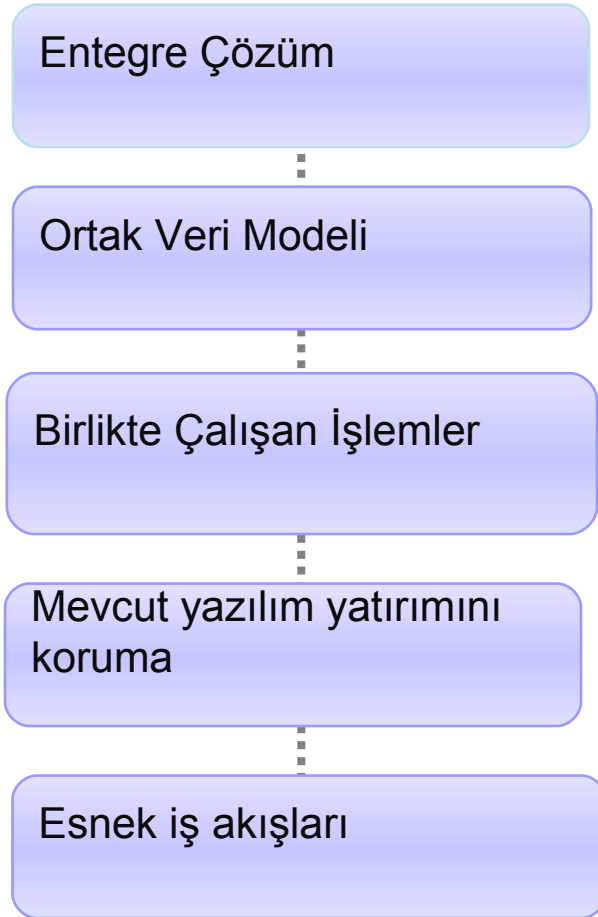 Entegre Çözüm
Ortak Veri Modeli
Birlikte Çalışan İşlemler
Mevcut yazılım yatırımını
koruma
Esnek iş akışları